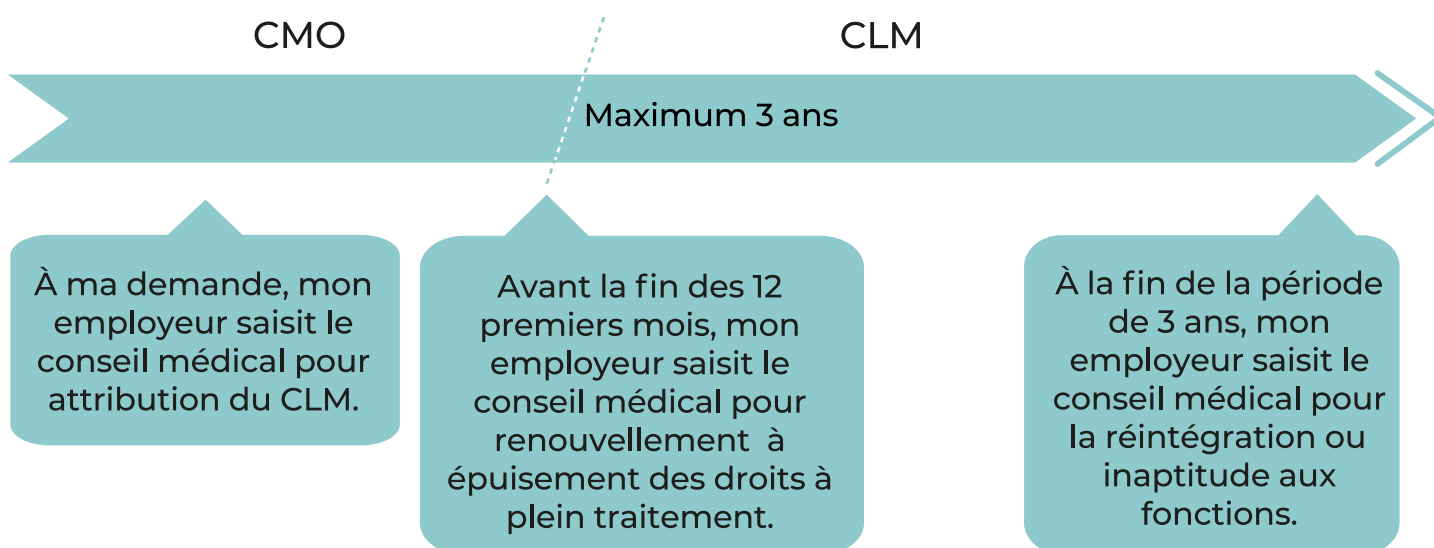 CMO
CLM
Maximum 3 ans
À ma demande, mon
employeur saisit le
conseil médical pour
attribution du CLM.
Avant la fin des 12
premiers mois, mon
employeur saisit le
conseil médical pour
renouvellement à
épuisement des droits à
plein traitement.
À la fin de la période
de 3 ans, mon
employeur saisit le
conseil médical pour
la réintégration ou
inaptitude aux
fonctions.